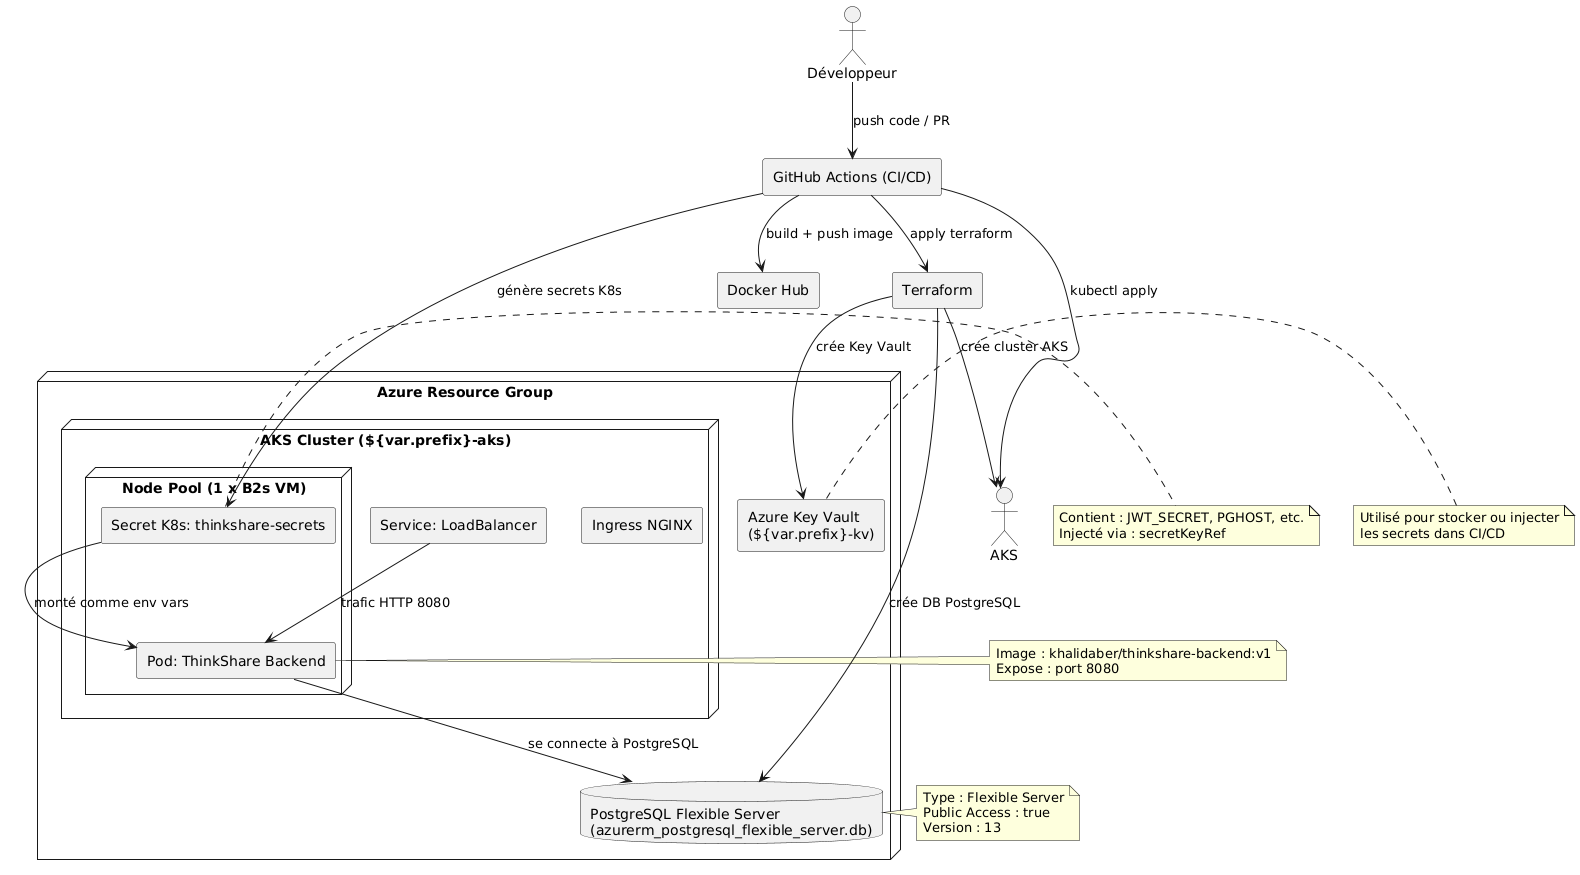 Développeur
push code / PR
GitHub Actions (CI/CD)
build + push image
apply terraform
génère secrets K8s
Docker Hub
Terraform
kubectl apply
crée Key Vault
crée cluster AKS
Azure Resource Group
AKS Cluster (${var.prefix}-aks)
Node Pool (1 x B2s VM)
Secret K8s: thinkshare-secrets
Service: LoadBalancer
Ingress NGINX
Azure Key Vault
(${var.prefix}-kv)
AKS
Contient : JWT_SECRET, PGHOST, etc.
Injecté via : secretKeyRef
Utilisé pour stocker ou injecter
les secrets dans CI/CD
monté comme env vars
trafic HTTP 8080
crée DB PostgreSQL
Pod: ThinkShare Backend
Image : khalidaber/thinkshare-backend:v1
Expose : port 8080
se connecte à PostgreSQL
PostgreSQL Flexible Server
(azurerm_postgresql_flexible_server.db)
Type : Flexible Server
Public Access : true
Version : 13